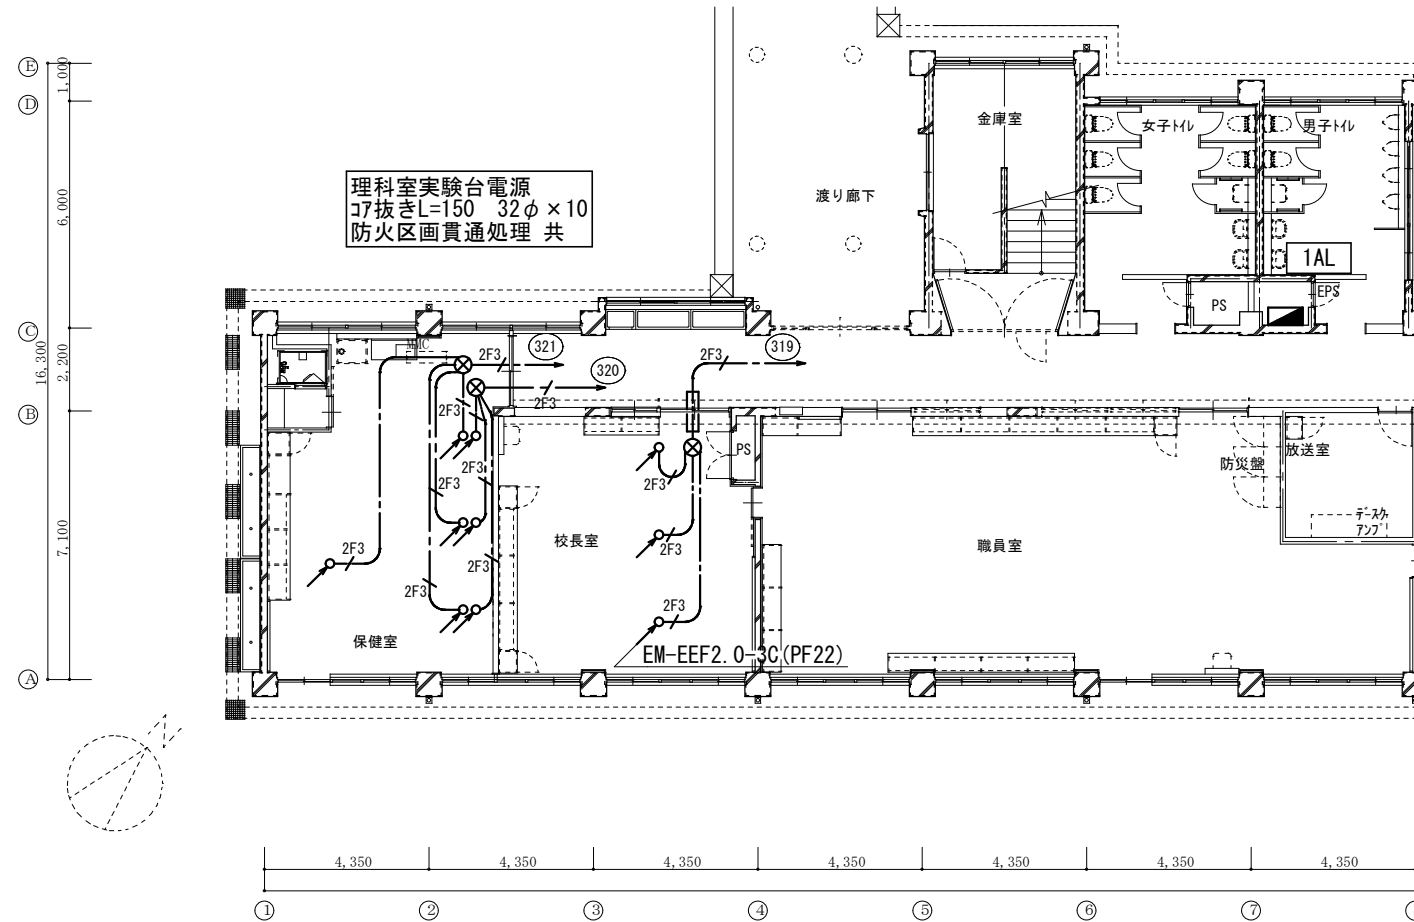 Ⓔ
1,000
Ⓓ
6,000
Ⓒ
2,200
16,300
Ⓑ
7,100
Ⓐ
理科室実験台電源
ｺｱ抜きL=150 32φ×10
防火区画貫通処理 共
金庫室
女子ﾄｲﾚ
男子ﾄｲﾚ
渡り廊下
1AL
PS
EPS
MMC
2F3
321
2F3
320
2F3
319
2F3
2F3
2F3
2F3
2F3
2F3
2F3
2F3
2F3
PS
防災盤
放送室
ﾃﾞｰｽｸ
ｱﾝﾌﾟ
校長室
職員室
保健室
EM-EEF2.0-3C(PF22)
4,350
4,350
4,350
4,350
4,350
4,350
4,350
①
②
③
④
⑤
⑥
⑦